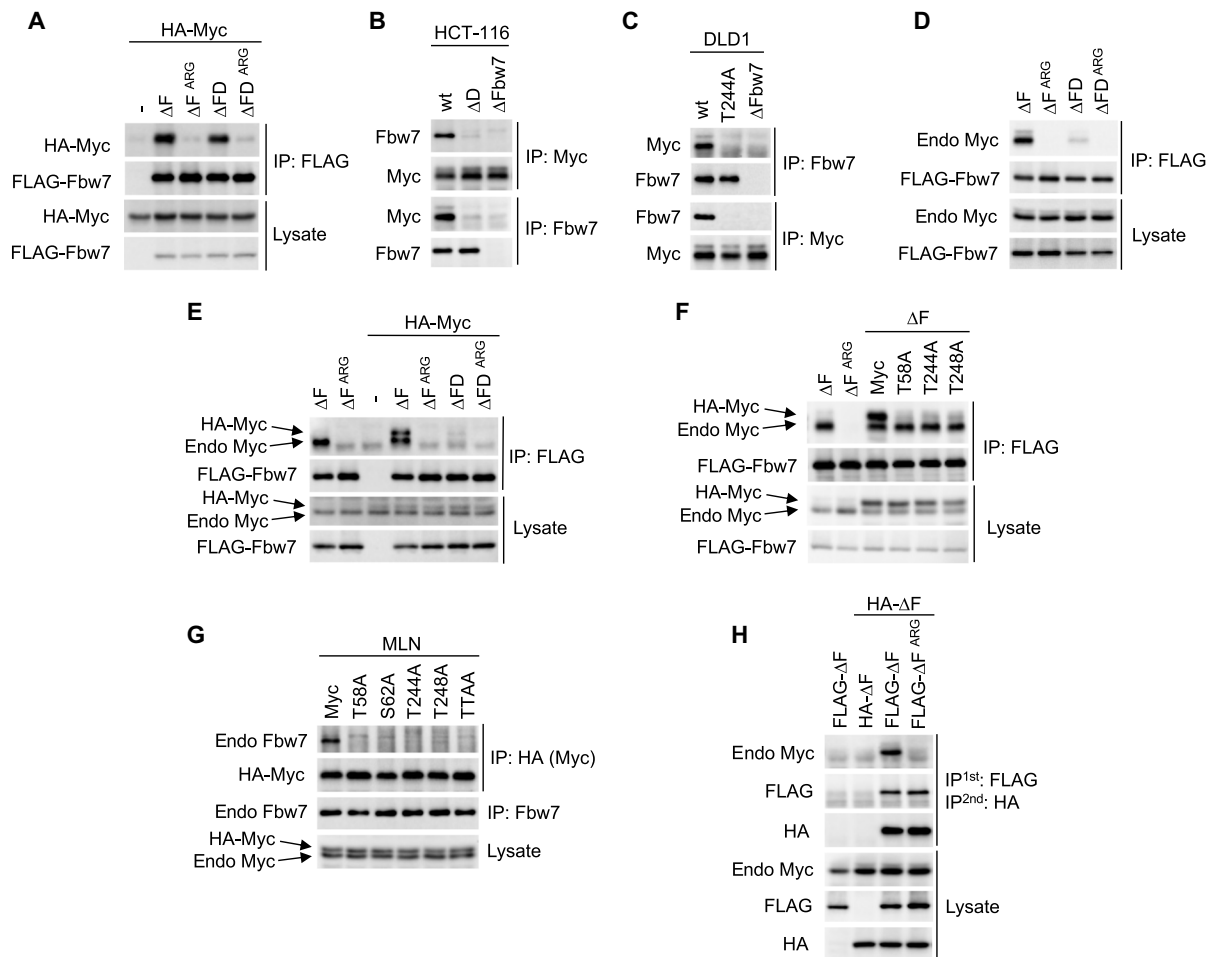 A
HA-Myc
-
ΔF
ΔF ARG
ΔFD
ΔFD ARG
HA-Myc
FLAG-Fbw7
IP: FLAG
HA-Myc
FLAG-Fbw7
Lysate
B
HCT-116
wt
ΔD
ΔFbw7
Fbw7
Myc
IP: Myc
Myc
Fbw7
IP: Fbw7
C
DLD1
wt
T244A
ΔFbw7
Myc
Fbw7
IP: Fbw7
Fbw7
Myc
IP: Myc
D
ΔF
ΔF ARG
ΔFD
ΔFD ARG
Endo Myc
FLAG-Fbw7
IP: FLAG
Endo Myc
FLAG-Fbw7
Lysate
E
HA-Myc
ΔF
ΔF ARG
-
ΔF
ΔF ARG
ΔFD
ΔFD ARG
HA-Myc
Endo Myc
FLAG-Fbw7
IP: FLAG
HA-Myc
Endo Myc
FLAG-Fbw7
Lysate
F
ΔF
ΔF
ΔF ARG
Myc
T58A
T244A
T248A
HA-Myc
Endo Myc
FLAG-Fbw7
IP: FLAG
HA-Myc
Endo Myc
FLAG-Fbw7
Lysate
G
MLN
Myc
T58A
S62A
T244A
T248A
TTAA
Endo Fbw7
HA-Myc
IP: HA (Myc)
Endo Fbw7
IP: Fbw7
HA-Myc
Endo Myc
Lysate
H
HA-ΔF
FLAG-ΔF
HA-ΔF
FLAG-ΔF
FLAG-ΔF ARG
Endo Myc
FLAG
HA
IP1st: FLAG
IP2nd: HA
Endo Myc
FLAG
HA
Lysate